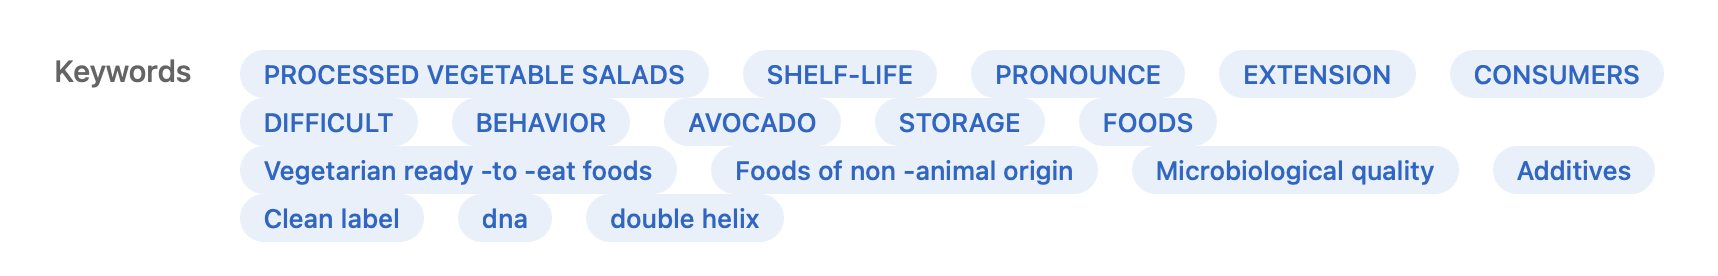 Keywords PROCESSED VEGETABLE SALADS SHELF-LIFE PRONOUNCE EXTENSION CONSUMERS
DIFFICULT BEHAVIOR AVOCADO STORAGE FOODS
Vegetarian ready -to -eat foods Foods of non -animal origin Microbiological quality Additives
Clean label dna double helix